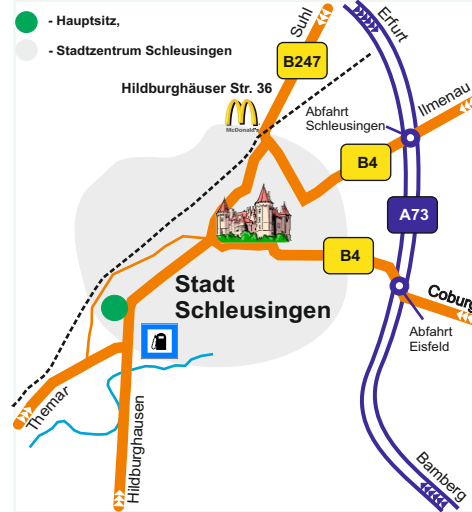 - Hauptsitz,
- Stadtzentrum Schleusingen
Suhl
Erfurt
B247
Hildburghäuser Str. 36
McDonald's
Ilmenau
Abfahrt
Schleusingen
B4
A73
B4
Stadt
Schleusingen
Coburg
Abfahrt
Eisfeld
Themar
Hildburghausen
Bamberg